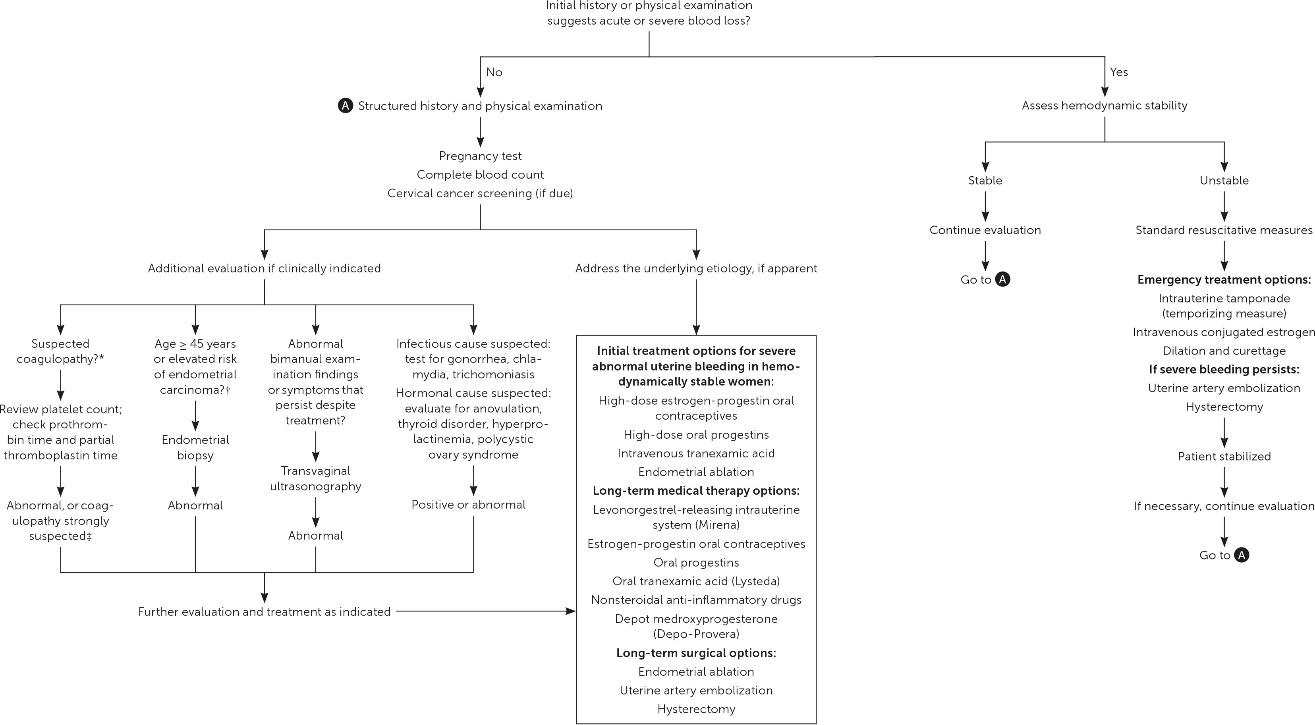 Initial history or physical examination
suggests acute or severe blood loss?
No
Yes
A Structured history and physical examination
Assess hemodynamic stability
Pregnancy test
Complete blood count
Cervical cancer screening (if due)
Stable
Unstable
Continue evaluation
Standard resuscitative measures
Go to A
Emergency treatment options:
Intrauterine tamponade
(temporizing measure)
Intravenous conjugated estrogen
Dilation and curettage
If severe bleeding persists:
Uterine artery embolization
Hysterectomy
Patient stabilized
If necessary, continue evaluation
Go to A
Additional evaluation if clinically indicated
Address the underlying etiology, if apparent
Suspected
coagulopathy?*
Review platelet count;
check prothrom-
bin time and partial
thromboplastin time
Abnormal, or coag-
ulopathy strongly
suspected‡
Age ≥ 45 years
or elevated risk
of endometrial
carcinoma?†
Endometrial
biopsy
Abnormal
Abnormal
bimanual exam-
ination findings
or symptoms that
persist despite
treatment?
Transvaginal
ultrasonography
Abnormal
Infectious cause suspected:
test for gonorrhea, chla-
mydia, trichomoniasis
Hormonal cause suspected:
evaluate for anovulation,
thyroid disorder, hyperpro-
lactinemia, polycystic
ovary syndrome
Positive or abnormal
Further evaluation and treatment as indicated
Initial treatment options for severe
abnormal uterine bleeding in hemo-
dynamically stable women:
High-dose estrogen-progestin oral
contraceptives
High-dose oral progestins
Intravenous tranexamic acid
Endometrial ablation
Long-term medical therapy options:
Levonorgestrel-releasing intrauterine
system (Mirena)
Estrogen-progestin oral contraceptives
Oral progestins
Oral tranexamic acid (Lysteda)
Nonsteroidal anti-inflammatory drugs
Depot medroxyprogesterone
(Depo-Provera)
Long-term surgical options:
Endometrial ablation
Uterine artery embolization
Hysterectomy